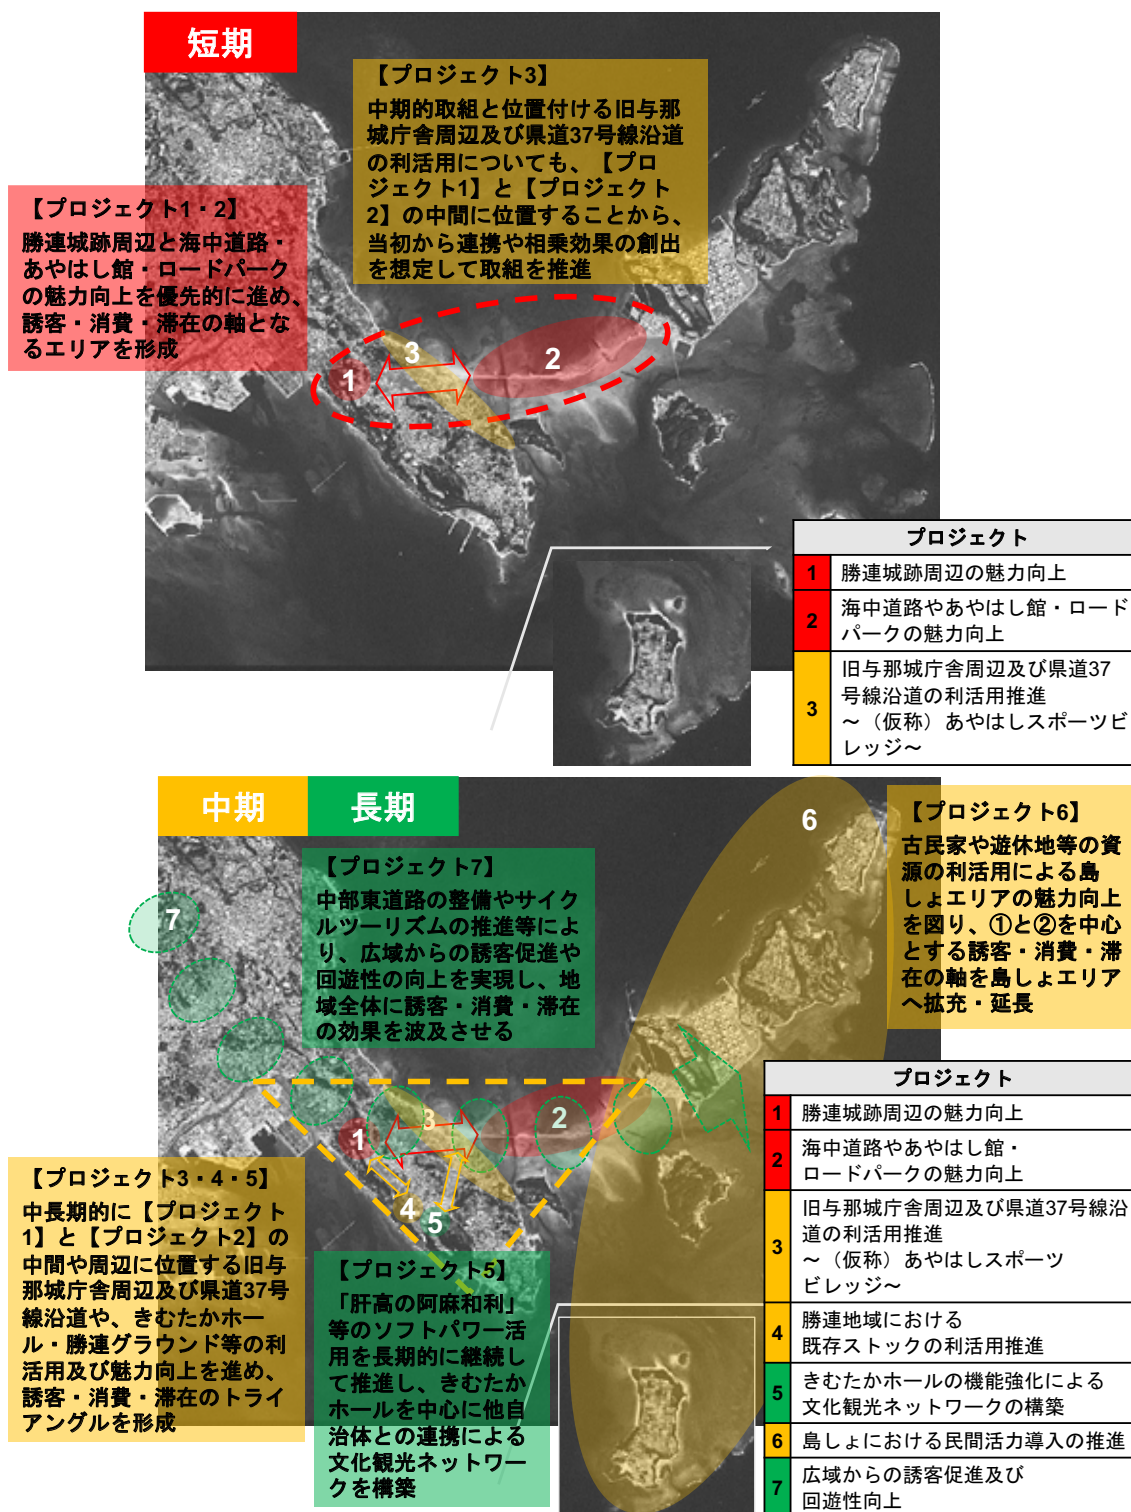 短期
【プロジェクト3】
中期的取組と位置付ける旧与那
城庁舎周辺及び県道37号線沿道
の利活用についても、【プロ
ジェクト1】と【プロジェクト
2】の中間に位置することから、
当初から連携や相乗効果の創出
を想定して取組を推進
【プロジェクト1・2】
勝連城跡周辺と海中道路・
あやはし館・ロードパーク
の魅力向上を優先的に進め、
誘客・消費・滞在の軸とな
るエリアを形成
1
3
2
プロジェクト
1 勝連城跡周辺の魅力向上
2 海中道路やあやはし館・ロード
パークの魅力向上
3 旧与那城庁舎周辺及び県道37
号線沿道の利活用推進
～（仮称）あやはしスポーツビ
レッジ～
中期
長期
【プロジェクト7】
中部東道路の整備やサイク
ルツーリズムの推進等によ
り、広域からの誘客促進や
回遊性の向上を実現し、地
域全体に誘客・消費・滞在
の効果を波及させる
6
【プロジェクト6】
古民家や遊休地等の資
源の利活用による島
しょエリアの魅力向上
を図り、①と②を中心
とする誘客・消費・滞
在の軸を島しょエリア
へ拡充・延長
7
1
3
2
4
5
【プロジェクト3・4・5】
中長期的に【プロジェクト
1】と【プロジェクト2】の
中間や周辺に位置する旧与
那城庁舎周辺及び県道37号
線沿道や、きむたかホー
ル・勝連グラウンド等の利
活用及び魅力向上を進め、
誘客・消費・滞在のトライ
アングルを形成
【プロジェクト5】
「肝高の阿麻和利」
等のソフトパワー活
用を長期的に継続し
て推進し、きむたか
ホールを中心に他自
治体との連携による
文化観光ネットワー
クを構築
プロジェクト
1 勝連城跡周辺の魅力向上
2 海中道路やあやはし館・
ロードパークの魅力向上
3 旧与那城庁舎周辺及び県道37号線沿
道の利活用推進
～（仮称）あやはしスポーツ
ビレッジ～
4 勝連地域における
既存ストックの利活用推進
5 きむたかホールの機能強化による
文化観光ネットワークの構築
6 島しょにおける民間活力導入の推進
7 広域からの誘客促進及び
回遊性向上